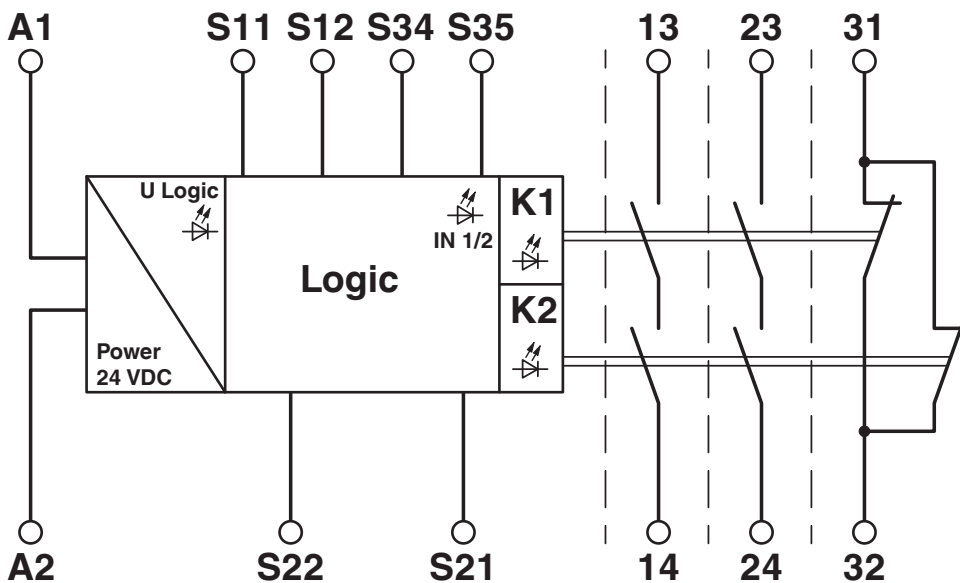 A1 S11 S12 S34 S35 13 23 31
U Logic
IN 1/2
K1
Logic
K2
Power
24 VDC
A2 S22 S21 14 24 32